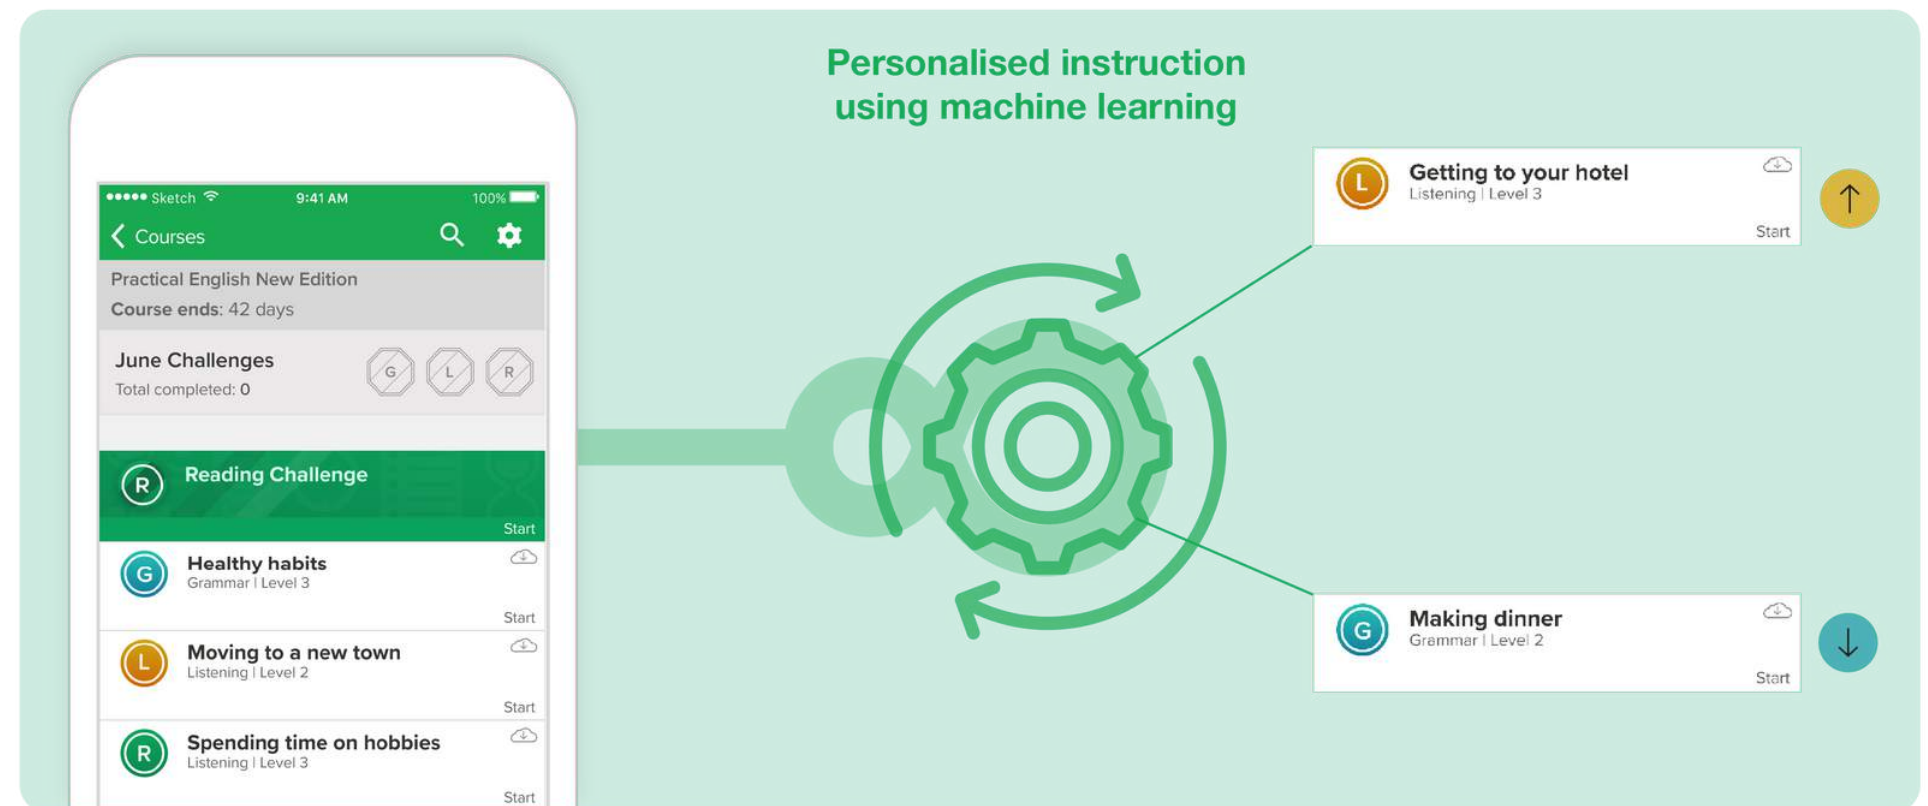 Personalised instruction
using machine learning
Sketch 9:41 AM 100%
Courses
Practical English New Edition
Course ends: 42 days
June Challenges
Total completed: 0
G L R
R Reading Challenge
Start
G Healthy habits
Grammar | Level 3
Start
L Moving to a new town
Listening | Level 2
Start
R Spending time on hobbies
Listening | Level 3
Start
L Getting to your hotel
Listening | Level 3
Start
G Making dinner
Grammar | Level 2
Start